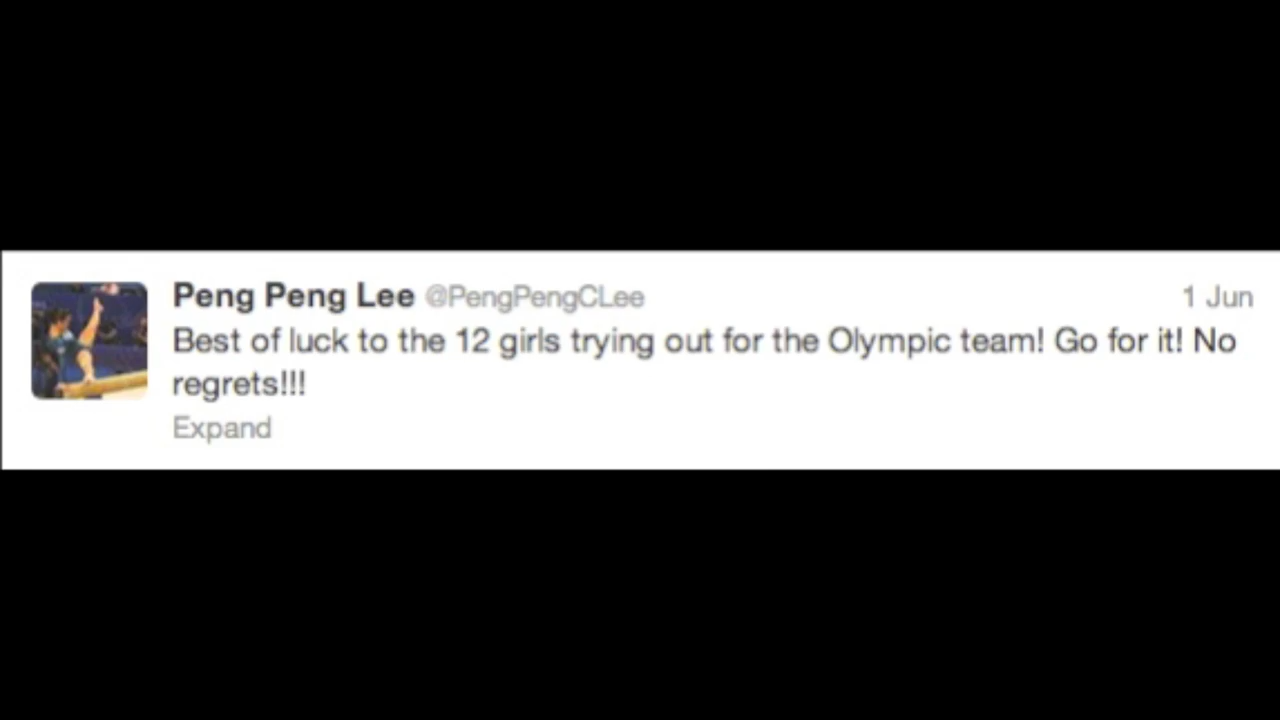 Peng Peng Lee @PengPengCLee 1 Jun
Best of luck to the 12 girls trying out for the Olympic team! Go for it! No
regrets!!!
Expand